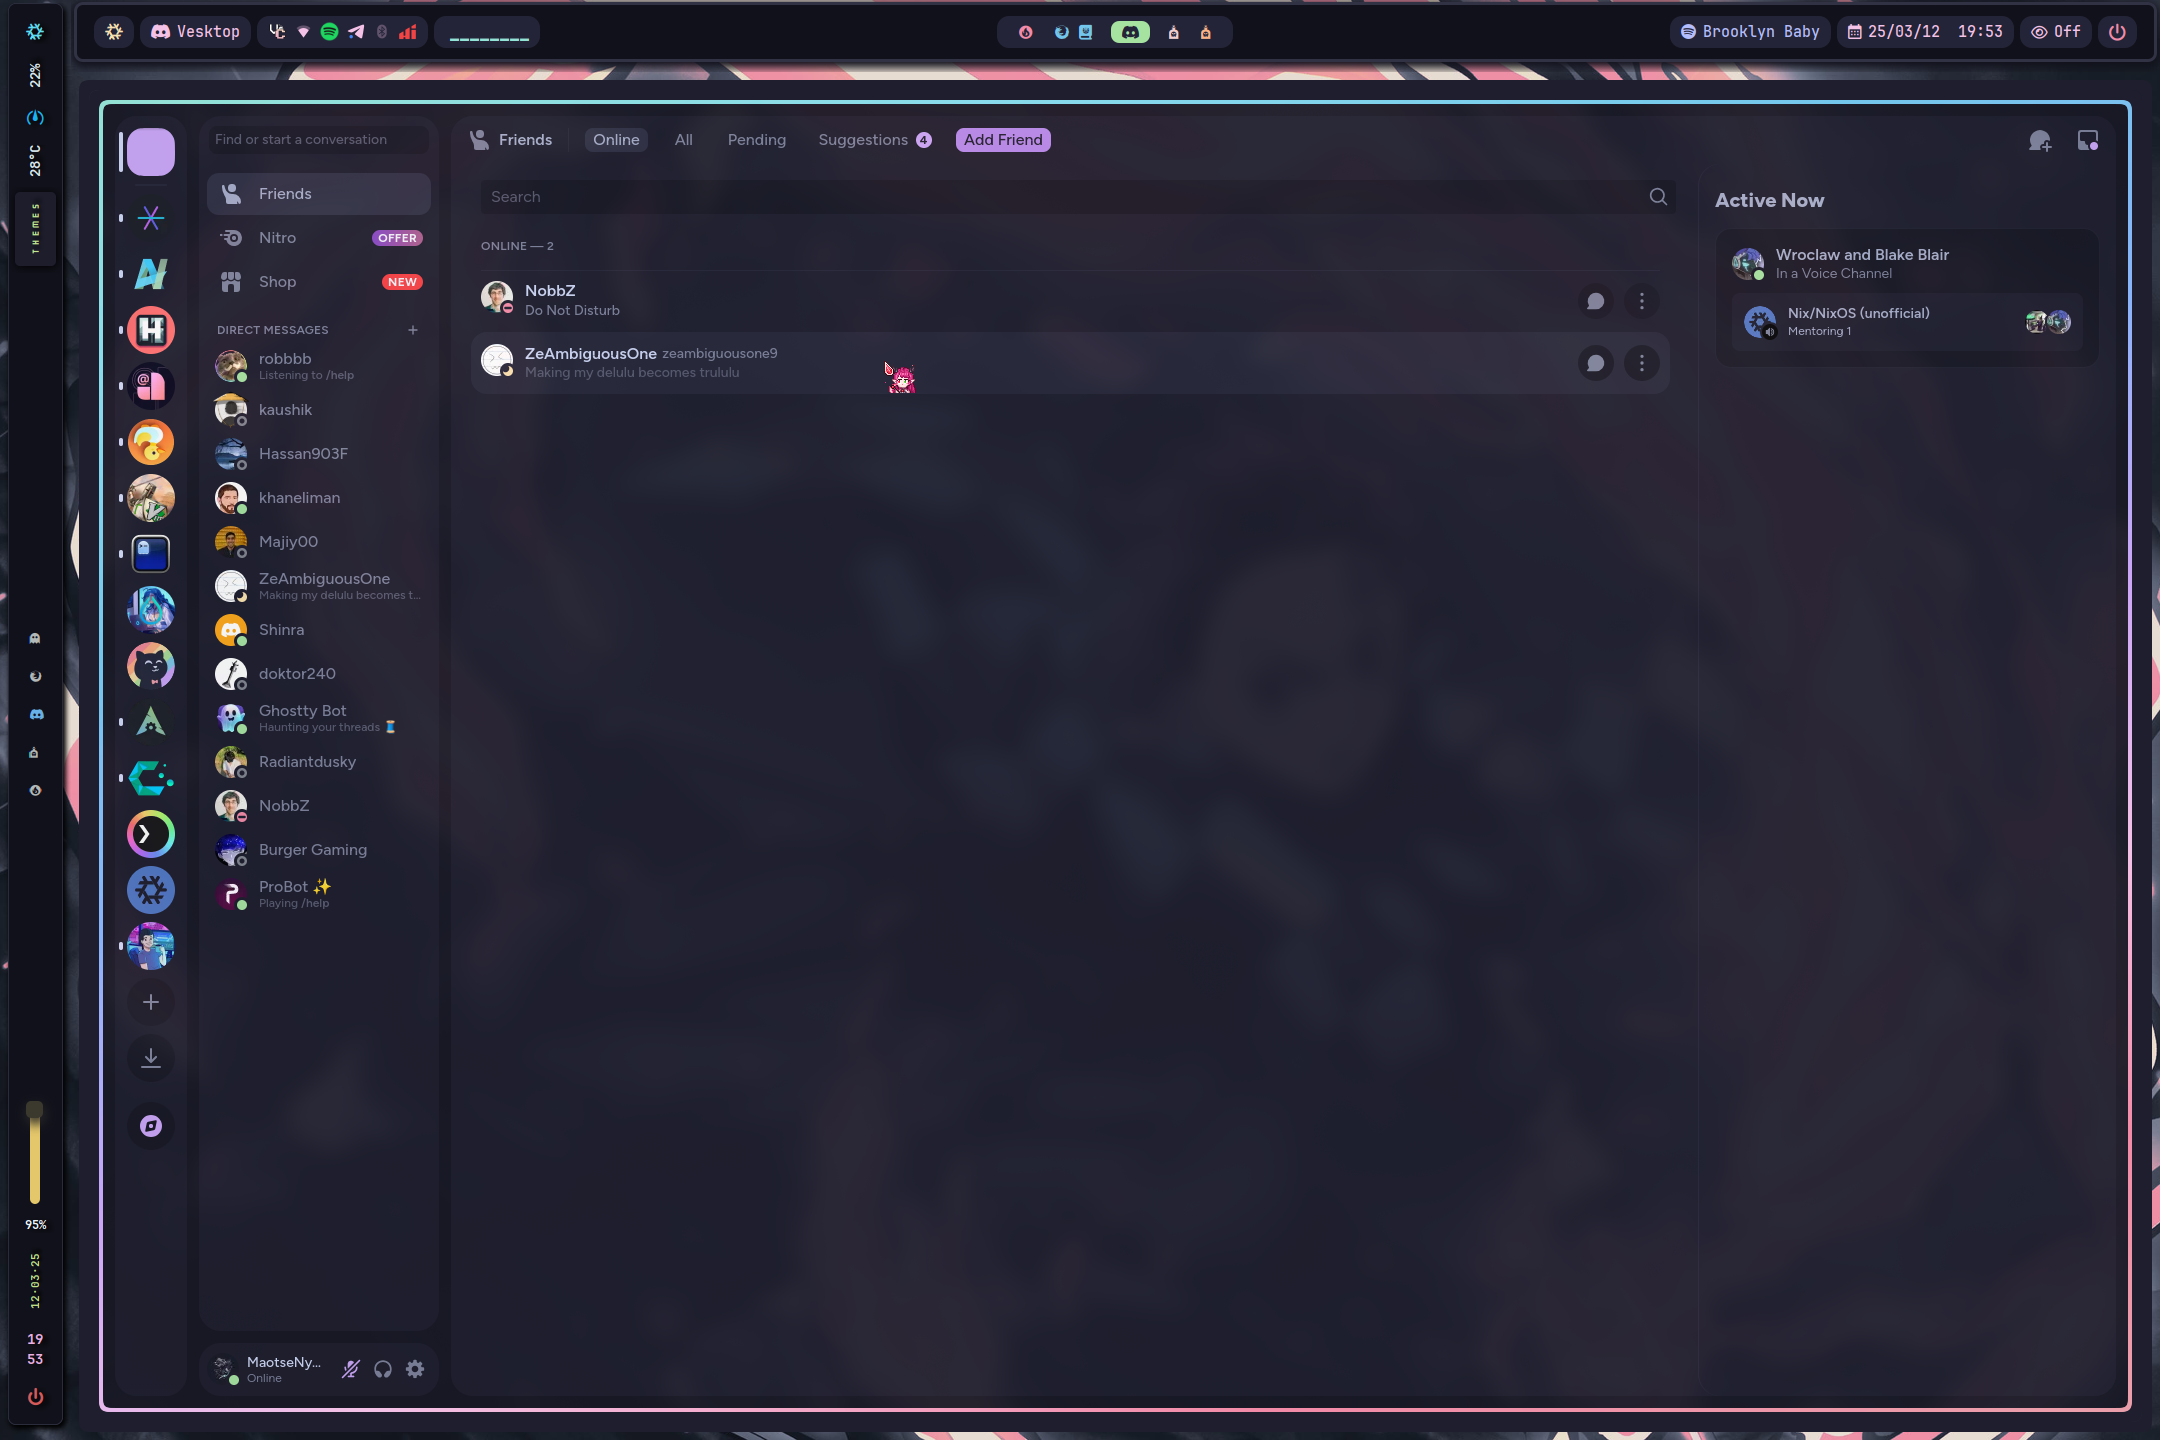 Vesktop
Brooklyn Baby
25/03/12 19:53
Off
22%
28°C
THEMES
95%
12·03·25
19
53
Find or start a conversation
Friends
Nitro
OFFER
Shop
NEW
DIRECT MESSAGES
robbbb
Listening to /help
kaushik
Hassan903F
khaneliman
Majiy00
ZeAmbiguousOne
Making my delulu becomes t...
Shinra
doktor240
Ghostty Bot
Haunting your threads 🧵
Radiantdusky
NobbZ
Burger Gaming
ProBot ✨
Playing /help
MaotseNy...
Online
Friends
Online
All
Pending
Suggestions 4
Add Friend
Search
ONLINE — 2
NobbZ
Do Not Disturb
ZeAmbiguousOne zeambiguousone9
Making my delulu becomes trululu
Active Now
Wroclaw and Blake Blair
In a Voice Channel
Nix/NixOS (unofficial)
Mentoring 1